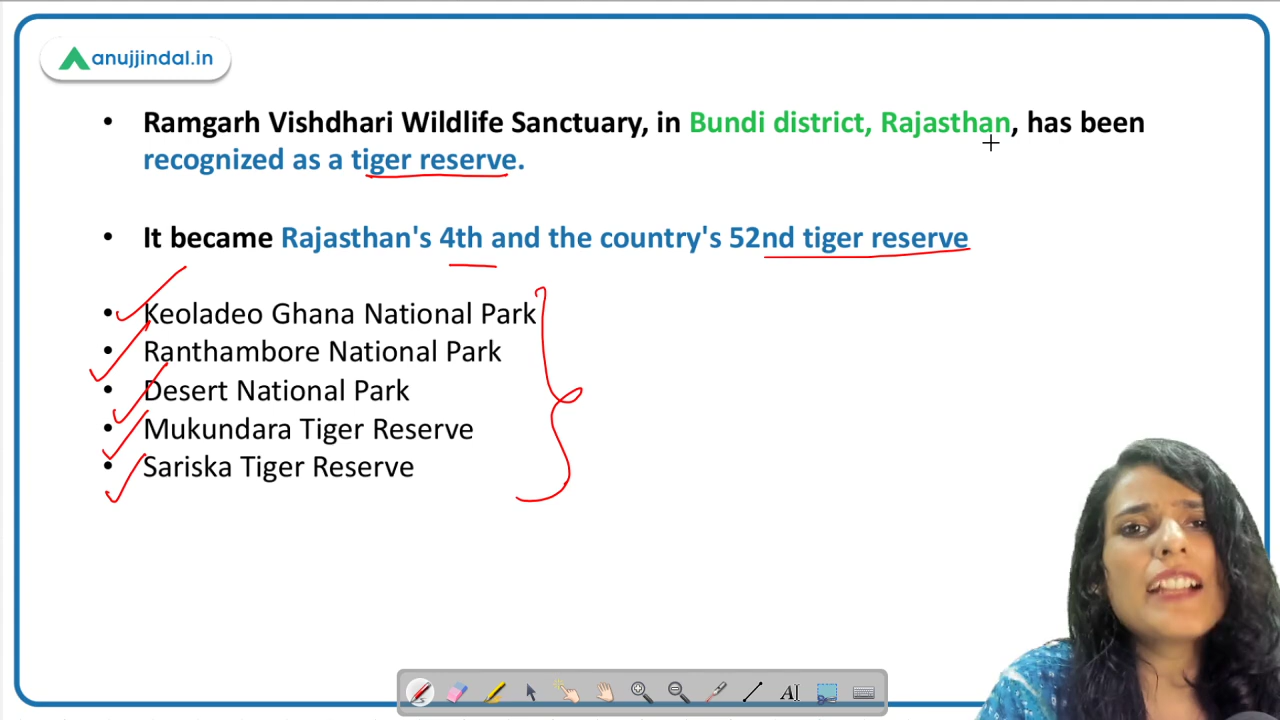 anujjindal.in
• Ramgarh Vishdhari Wildlife Sanctuary, in Bundi district, Rajasthan, has been
recognized as a tiger reserve.
• It became Rajasthan's 4th and the country's 52nd tiger reserve
• Keoladeo Ghana National Park
• Ranthambore National Park
• Desert National Park
• Mukundara Tiger Reserve
• Sariska Tiger Reserve